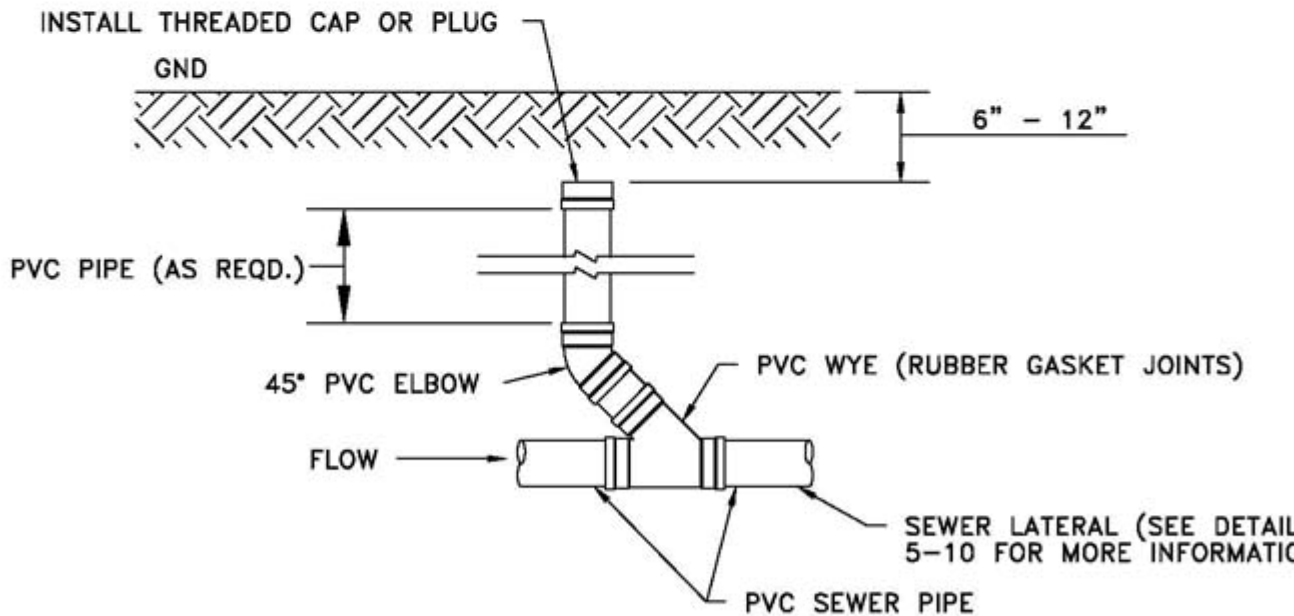 INSTALL THREADED CAP OR PLUG
GND
6" - 12"
PVC PIPE (AS REQD.)
45° PVC ELBOW
PVC WYE (RUBBER GASKET JOINTS)
FLOW
SEWER LATERAL (SEE DETAIL
5-10 FOR MORE INFORMATIO
PVC SEWER PIPE